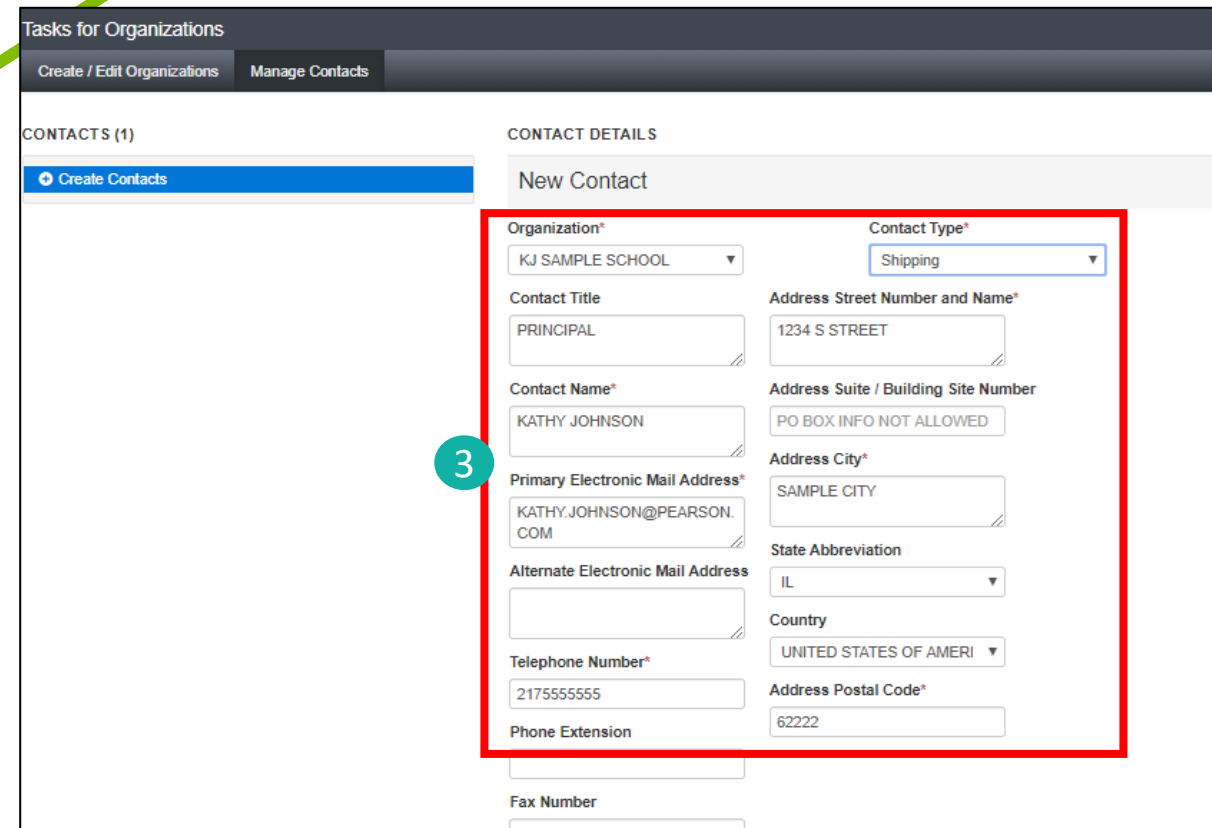 Tasks for Organizations
Create / Edit Organizations Manage Contacts
CONTACTS (1)
CONTACT DETAILS
Create Contacts
New Contact
Organization*
Contact Type*
KJ SAMPLE SCHOOL
Shipping
Contact Title
Address Street Number and Name*
PRINCIPAL
1234 S STREET
Contact Name*
Address Suite / Building Site Number
KATHY JOHNSON
PO BOX INFO NOT ALLOWED
3
Address City*
Primary Electronic Mail Address*
SAMPLE CITY
KATHY.JOHNSON@PEARSON.
COM
State Abbreviation
Alternate Electronic Mail Address
IL
Country
UNITED STATES OF AMERI
Telephone Number*
2175555555
Address Postal Code*
62222
Phone Extension
Fax Number